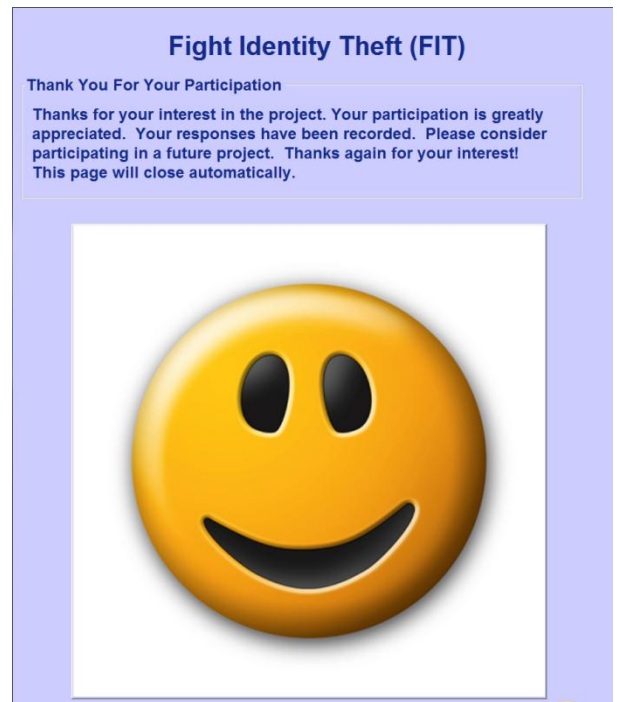 Fight Identity Theft (FIT)
Thank You For Your Participation
Thanks for your interest in the project. Your participation is greatly
appreciated.  Your responses have been recorded.  Please consider
participating in a future project.  Thanks again for your interest!
This page will close automatically.